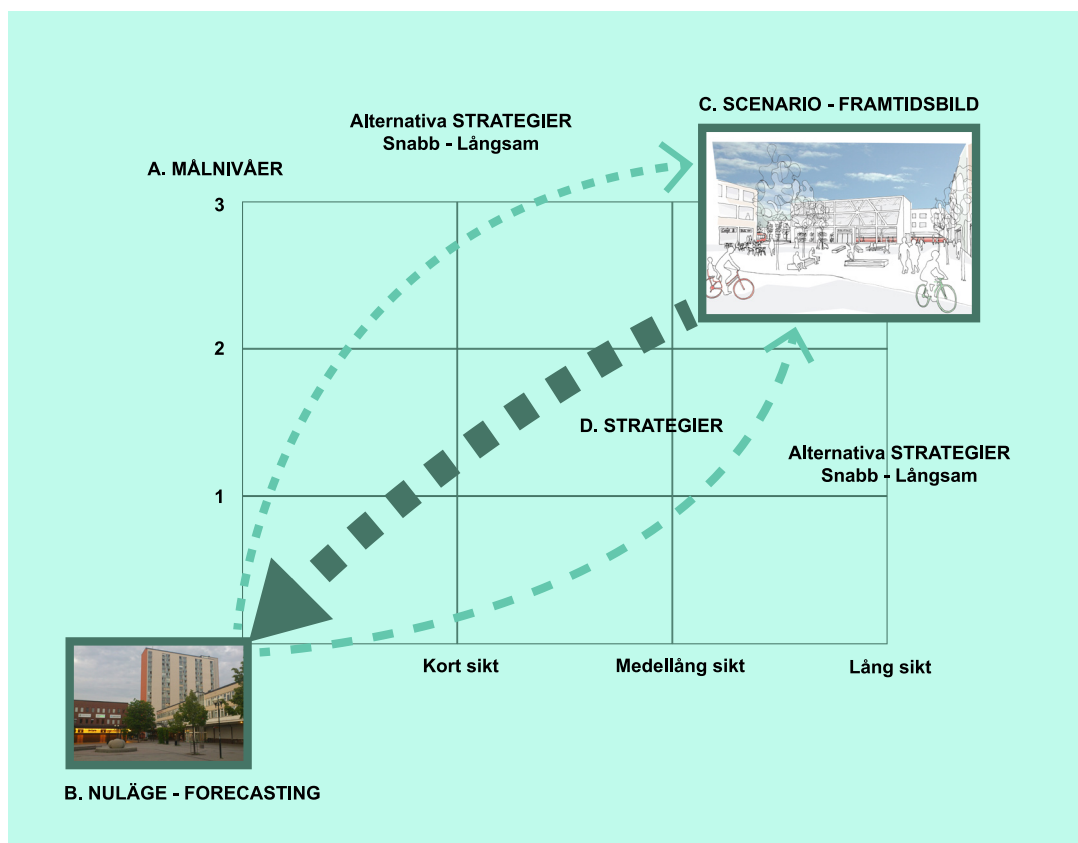 C. SCENARIO - FRAMTIDSBILD
Alternativa STRATEGIER
Snabb - Långsam
A. MÅLNIVÅER
3
2
D. STRATEGIER
Alternativa STRATEGIER
Snabb - Långsam
1
Kort sikt
Medellång sikt
Lång sikt
B. NULÄGE - FORECASTING